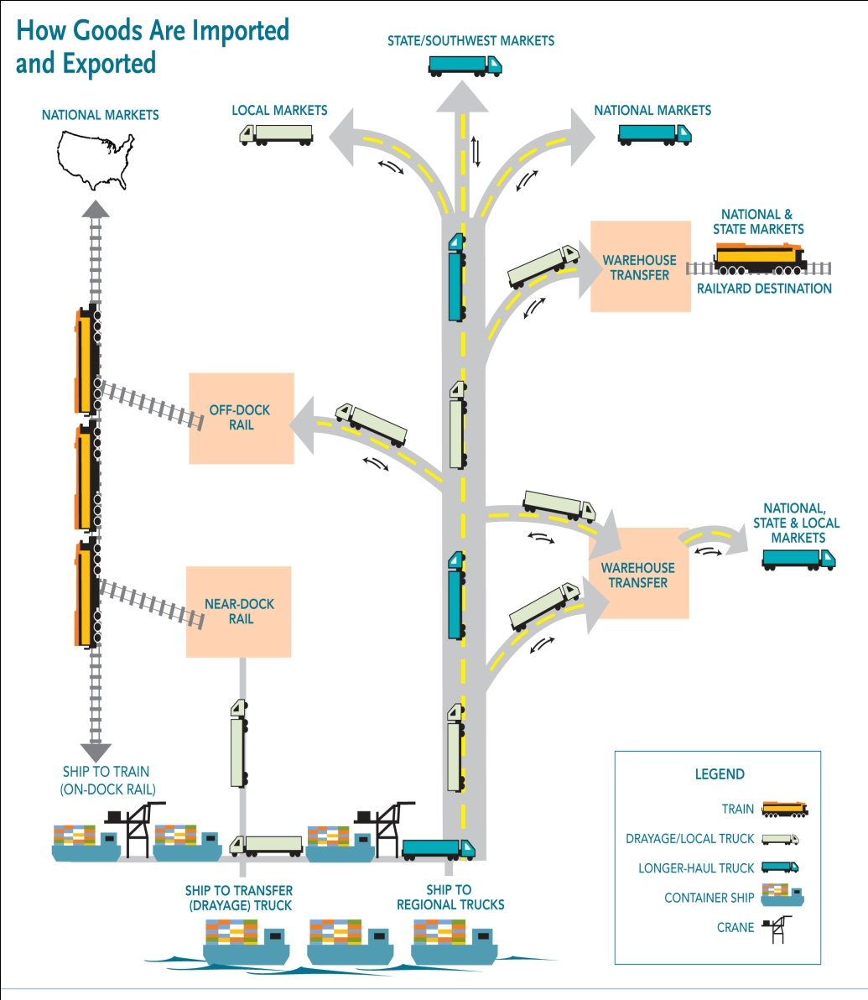 How Goods Are Imported
and Exported
STATE/SOUTHWEST MARKETS
NATIONAL MARKETS
LOCAL MARKETS
NATIONAL MARKETS
NATIONAL &
STATE MARKETS
WAREHOUSE
TRANSFER
RAILYARD DESTINATION
OFF-DOCK
RAIL
NATIONAL,
STATE & LOCAL
MARKETS
WAREHOUSE
TRANSFER
NEAR-DOCK
RAIL
SHIP TO TRAIN
(ON-DOCK RAIL)
SHIP TO TRANSFER
(DRAYAGE) TRUCK
SHIP TO
REGIONAL TRUCKS
LEGEND
TRAIN
DRAYAGE/LOCAL TRUCK
LONGER-HAUL TRUCK
CONTAINER SHIP
CRANE